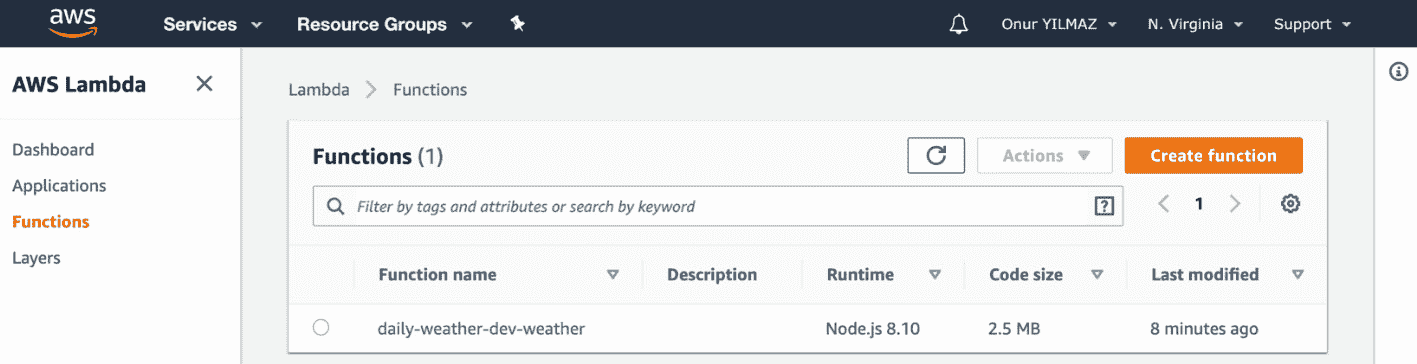 aws Services Resource Groups Onur YILMAZ N. Virginia Support
AWS Lambda
Dashboard
Applications
Functions
Layers
Lambda > Functions
Functions (1) Actions Create function
Filter by tags and attributes or search by keyword ? 1
Function name Description Runtime Code size Last modified
daily-weather-dev-weather Node.js 8.10 2.5 MB 8 minutes ago